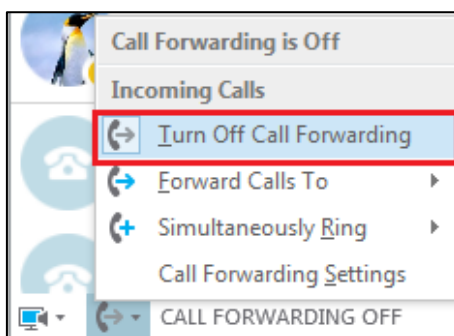 Call Forwarding is Off
Incoming Calls
Turn Off Call Forwarding
Forward Calls To
Simultaneously Ring
Call Forwarding Settings
CALL FORWARDING OFF